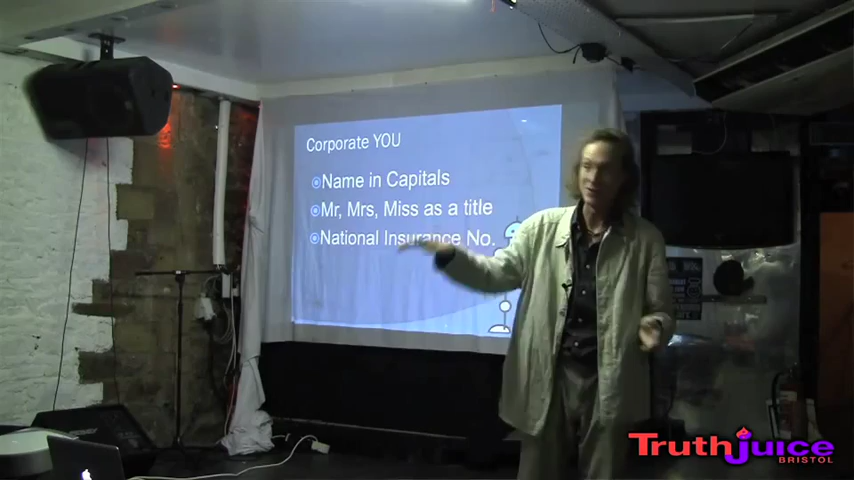 Corporate YOU
Name in Capitals
Mr, Mrs, Miss as a title
National Insurance No.
Truthjuice
BRISTOL